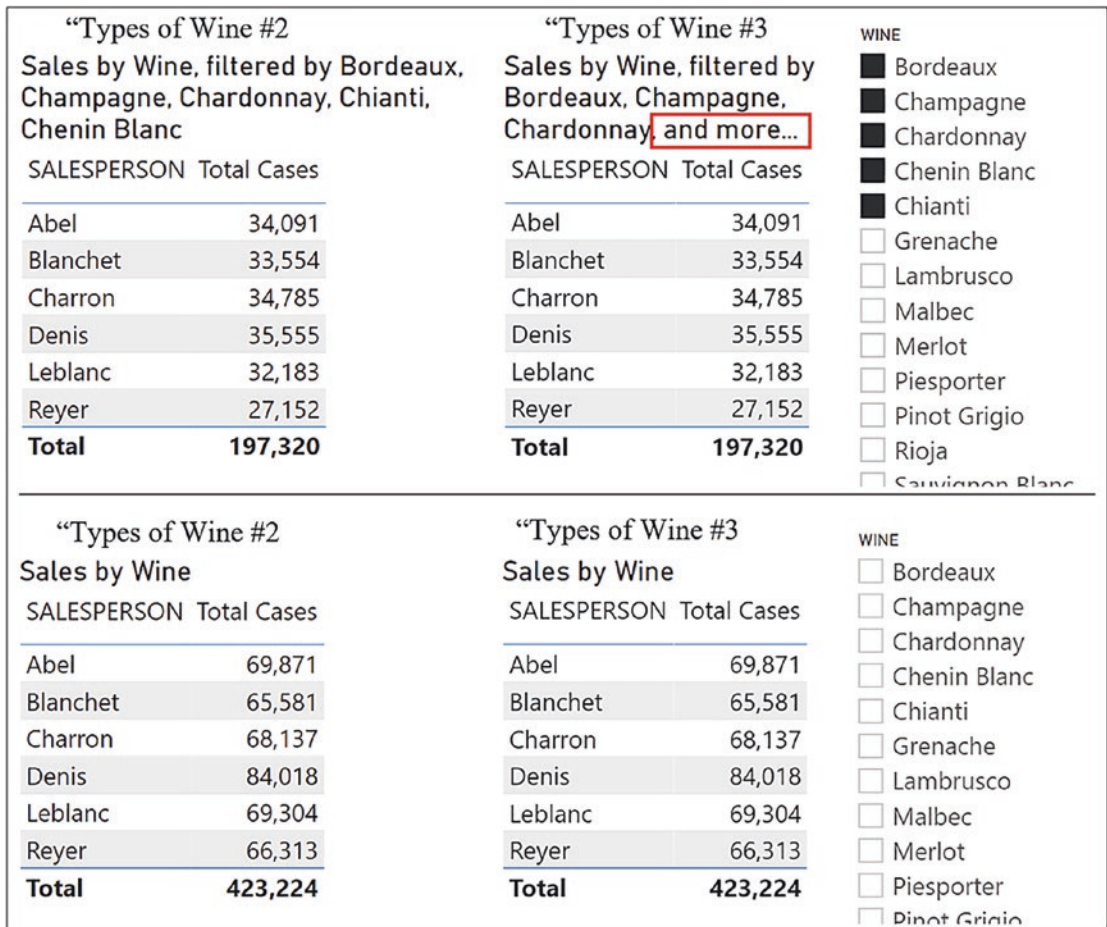 “Types of Wine #2
Sales by Wine, filtered by Bordeaux,
Champagne, Chardonnay, Chianti,
Chenin Blanc
SALESPERSON Total Cases
Abel 34,091
Blanchet 33,554
Charron 34,785
Denis 35,555
Leblanc 32,183
Reyer 27,152
Total 197,320
“Types of Wine #3
Sales by Wine, filtered by
Bordeaux, Champagne,
Chardonnay, and more...
SALESPERSON Total Cases
Abel 34,091
Blanchet 33,554
Charron 34,785
Denis 35,555
Leblanc 32,183
Reyer 27,152
Total 197,320
WINE
Bordeaux
Champagne
Chardonnay
Chenin Blanc
Chianti
Grenache
Lambrusco
Malbec
Merlot
Piesporter
Pinot Grigio
Rioja
Sauvignon Blanc
“Types of Wine #2
Sales by Wine
SALESPERSON Total Cases
Abel 69,871
Blanchet 65,581
Charron 68,137
Denis 84,018
Leblanc 69,304
Reyer 66,313
Total 423,224
“Types of Wine #3
Sales by Wine
SALESPERSON Total Cases
Abel 69,871
Blanchet 65,581
Charron 68,137
Denis 84,018
Leblanc 69,304
Reyer 66,313
Total 423,224
WINE
Bordeaux
Champagne
Chardonnay
Chenin Blanc
Chianti
Grenache
Lambrusco
Malbec
Merlot
Piesporter
Pinot Grigio